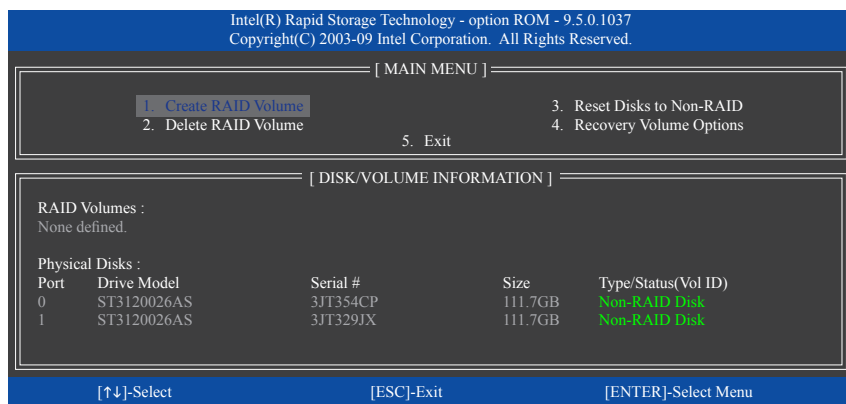 Intel(R) Rapid Storage Technology - option ROM - 9.5.0.1037
Copyright(C) 2003-09 Intel Corporation. All Rights Reserved.
[ MAIN MENU ]
1. Create RAID Volume 3. Reset Disks to Non-RAID
2. Delete RAID Volume 4. Recovery Volume Options
5. Exit
[ DISK/VOLUME INFORMATION ]
RAID Volumes :
None defined.
Physical Disks :
Port Drive Model Serial # Size Type/Status(Vol ID)
0 ST3120026AS 3JT354CP 111.7GB Non-RAID Disk
1 ST3120026AS 3JT329JX 111.7GB Non-RAID Disk
[↑↓]-Select [ESC]-Exit [ENTER]-Select Menu